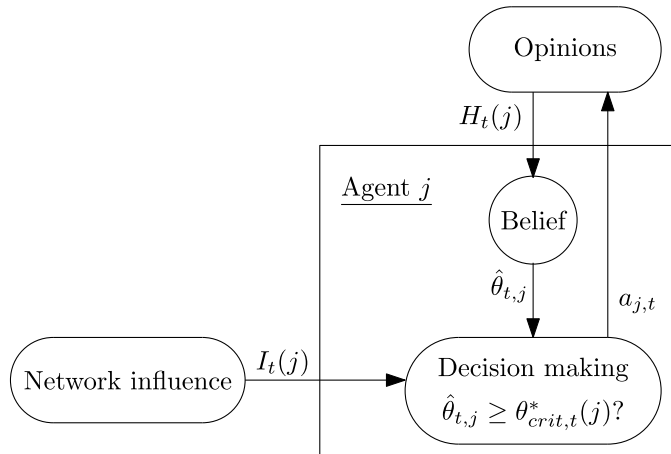 Opinions
H_t(j)
Agent j
Belief
θ̂_{t,j}
a_{j,t}
Network influence
I_t(j)
Decision making
θ̂_{t,j} ≥ θ*_{crit,t}(j)?